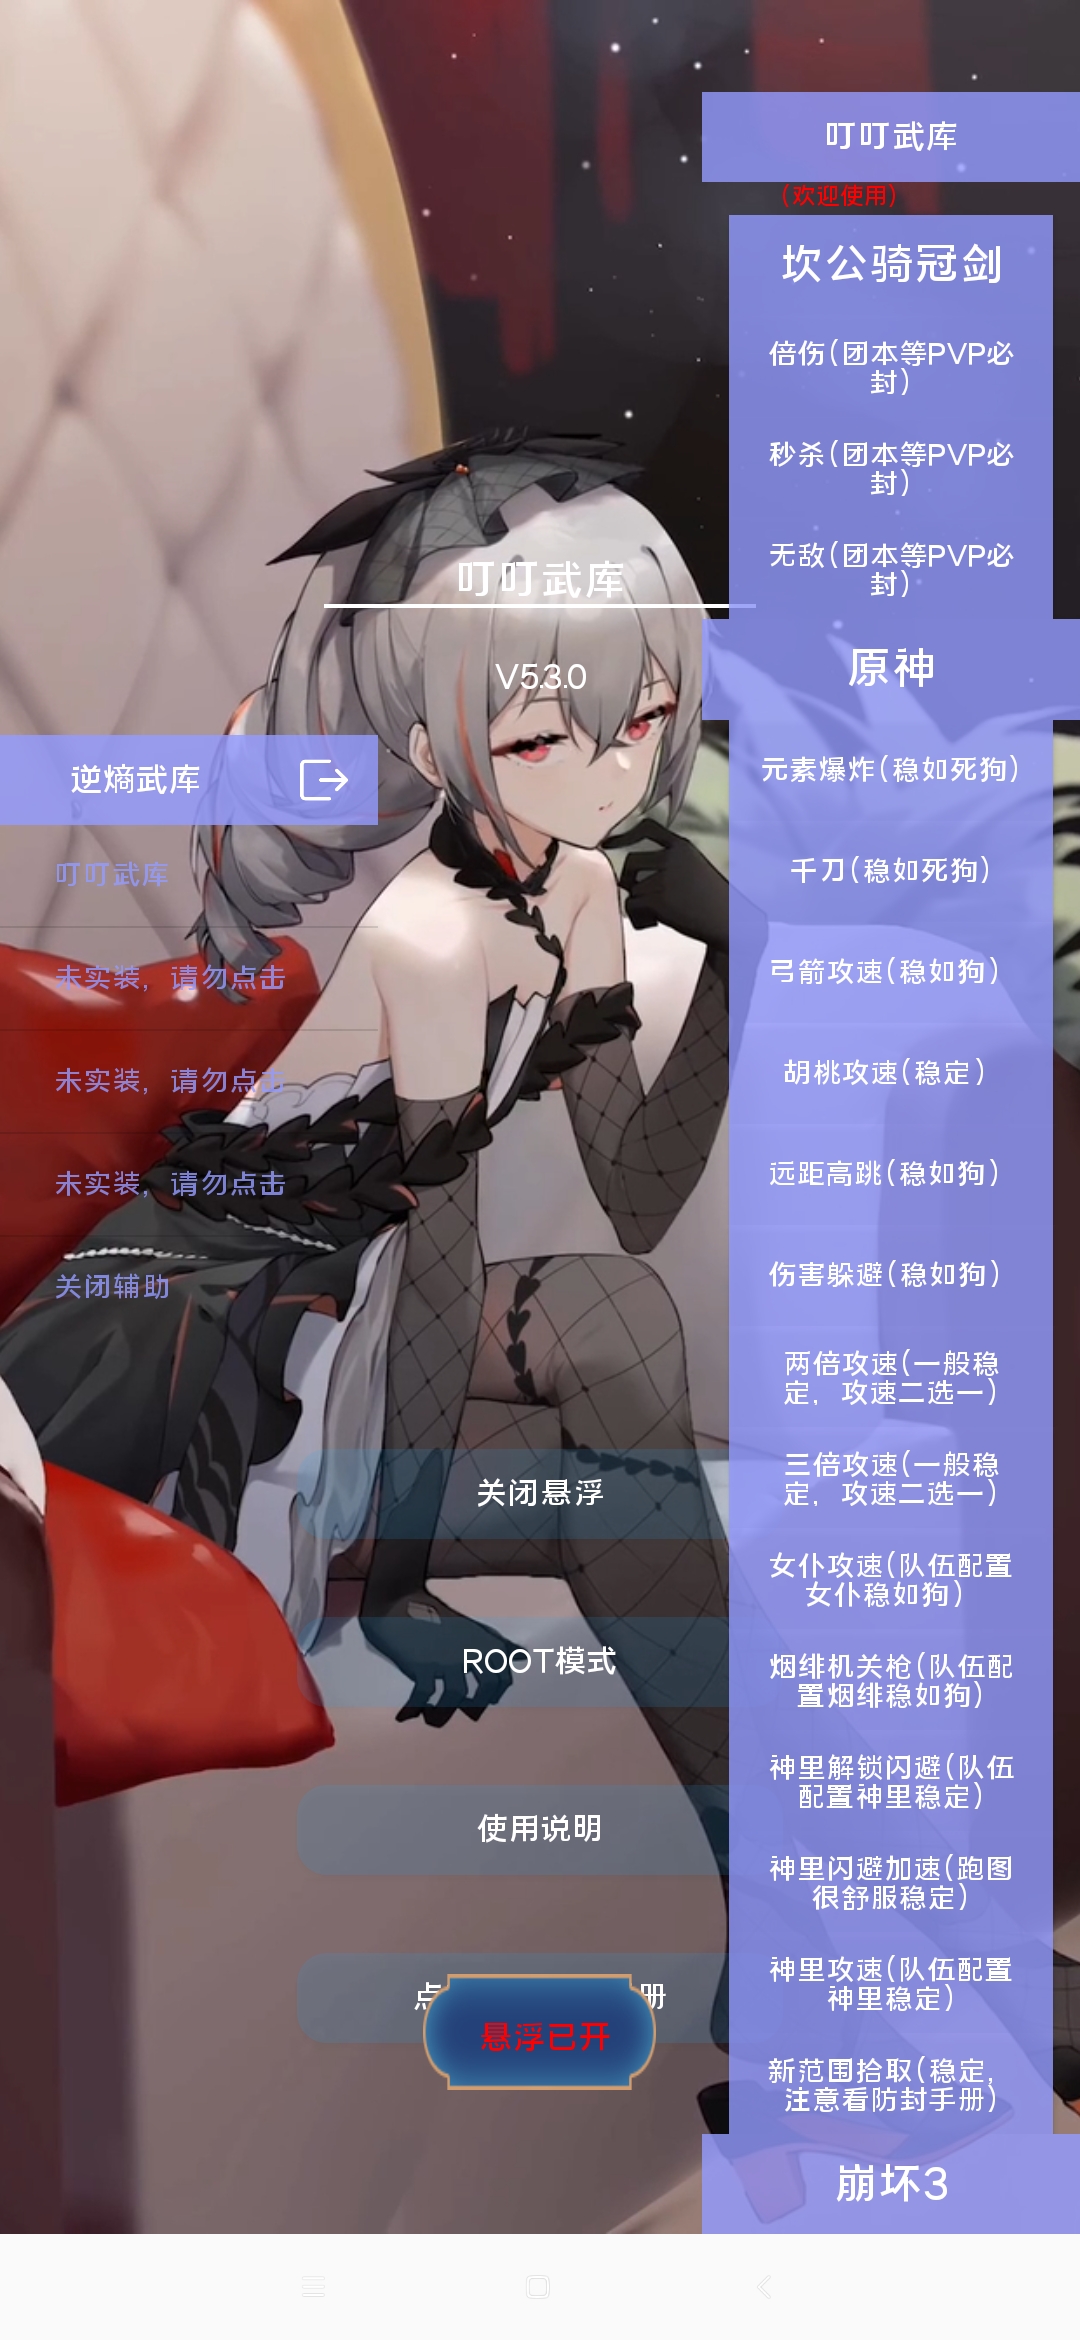 叮叮武库
(欢迎使用)
坎公骑冠剑
倍伤(团本等PVP必
封)
秒杀(团本等PVP必
封)
无敌(团本等PVP必
封)
叮叮武库
V5.3.0
原神
逆熵武库
叮叮武库
未实装，请勿点击
未实装，请勿点击
未实装，请勿点击
关闭辅助
元素爆炸(稳如死狗)
千刀(稳如死狗)
弓箭攻速(稳如狗)
胡桃攻速(稳定)
远距高跳(稳如狗)
伤害躲避(稳如狗)
两倍攻速(一般稳
定，攻速二选一)
三倍攻速(一般稳
定，攻速二选一)
女仆攻速(队伍配置
女仆稳如狗)
烟绯机关枪(队伍配
置烟绯稳如狗)
神里解锁闪避(队伍
配置神里稳定)
神里闪避加速(跑图
很舒服稳定)
神里攻速(队伍配置
神里稳定)
新范围拾取(稳定，
注意看防封手册)
崩坏3
关闭悬浮
ROOT模式
使用说明
点 册
悬浮已开